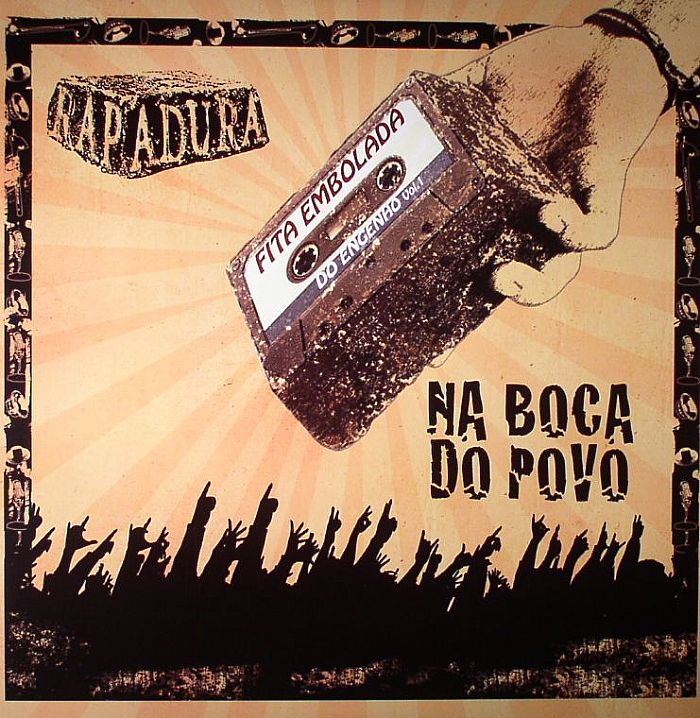 RAPADURA
FITA EMBOLADA
DO ENGENHO VOL.1
NA BOCA
DO POVO